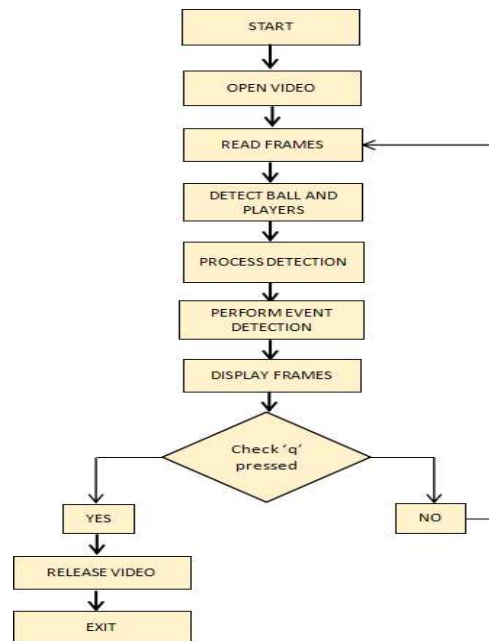 START
OPEN VIDEO
READ FRAMES
DETECT BALL AND
PLAYERS
PROCESS DETECTION
PERFORM EVENT
DETECTION
DISPLAY FRAMES
Check ‘q’
pressed
YES
NO
RELEASE VIDEO
EXIT